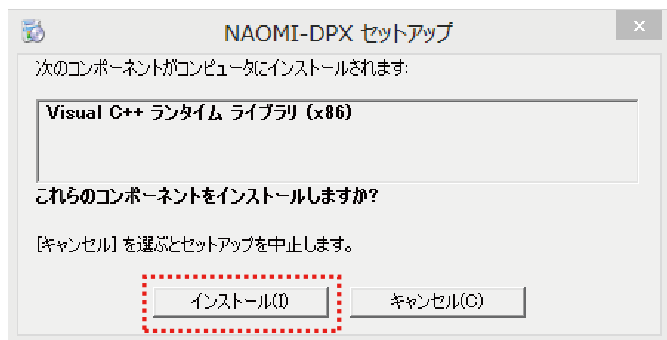 NAOMI-DPX セットアップ
次のコンポーネントがコンピュータにインストールされます:
Visual C++ ランタイム ライブラリ (x86)
これらのコンポーネントをインストールしますか?
[キャンセル] を選ぶとセットアップを中止します。
インストール(I) キャンセル(C)